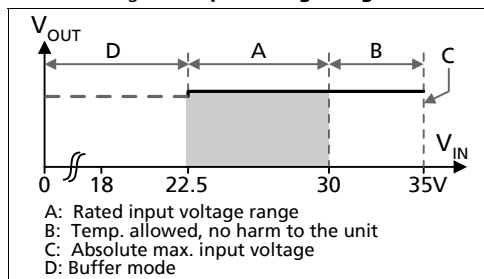 V_OUT
D A B C
V_IN
0 18 22.5 30 35V
A: Rated input voltage range
B: Temp. allowed, no harm to the unit
C: Absolute max. input voltage
D: Buffer mode